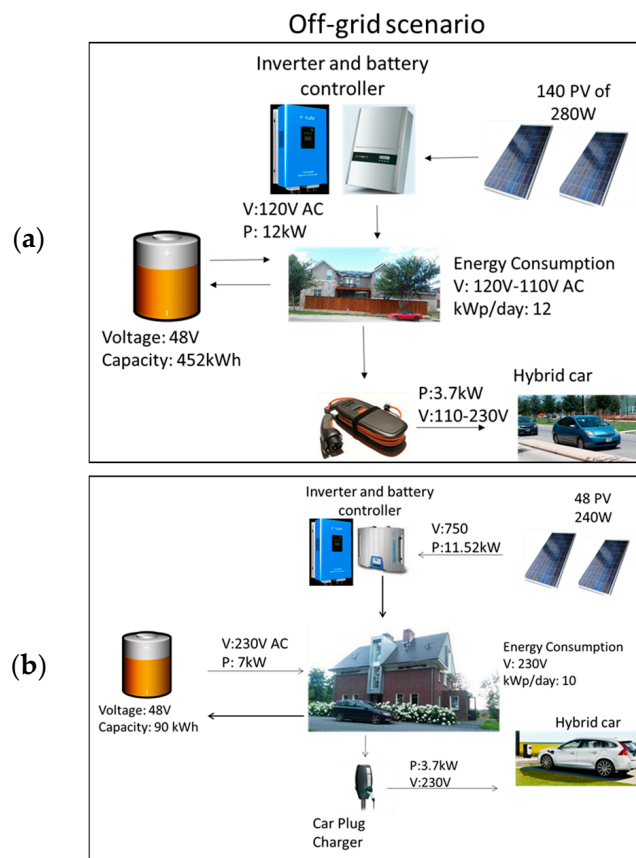 Off-grid scenario
(a)
Inverter and battery
controller
140 PV of
280W
V:120V AC
P: 12kW
Energy Consumption
V: 120V-110V AC
kWp/day: 12
Voltage: 48V
Capacity: 452kWh
P:3.7kW
V:110-230V
Hybrid car
(b)
Inverter and battery
controller
48 PV
240W
V:750
P:11.52kW
V:230V AC
P: 7kW
Energy Consumption
V: 230V
kWp/day: 10
Voltage: 48V
Capacity: 90 kWh
Hybrid car
P:3.7kW
V:230V
Car Plug
Charger